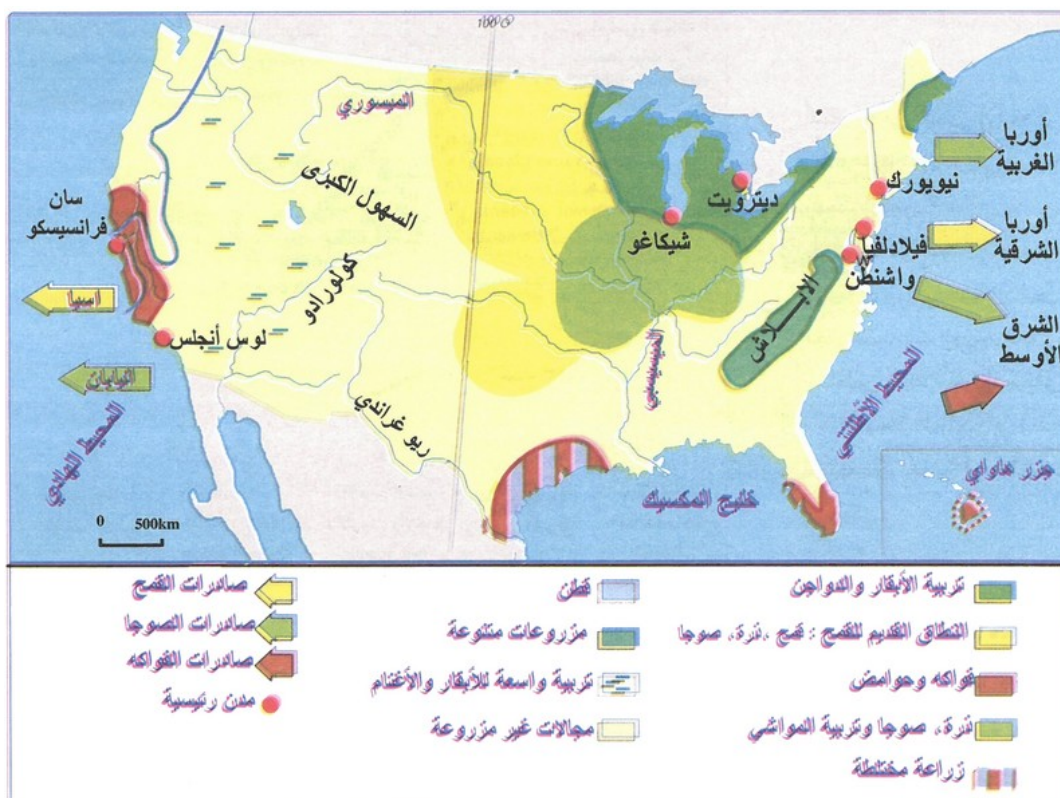 100
الميسوري
السهول الكبرى
كولورادو
ريو غراندي
سان
فرانسيسكو
لوس أنجلس
اسيا
اليابان
المحيط الهادي
0 500km
شيكاغو
ديترويت
نيويورك
فيلادلفيا
واشنطن
الابلاش
الميسيسيبي
خليج المكسيك
المحيط الأطلنتي
جزر هاواي
أوربا
الغربية
أوربا
الشرقية
الشرق
الأوسط
تربية الأبقار والدواجن
النطاق القديم للقمح : قمح ،ذرة، صوجا
فواكه وحوامض
ذرة، صوجا وتربية المواشي
زراعة مختلطة
قطن
مزروعات متنوعة
تربية واسعة للأبقار والأغنام
مجالات غير مزروعة
صادرات القمح
صادرات الصوجا
صادرات الفواكه
مدن رئيسية